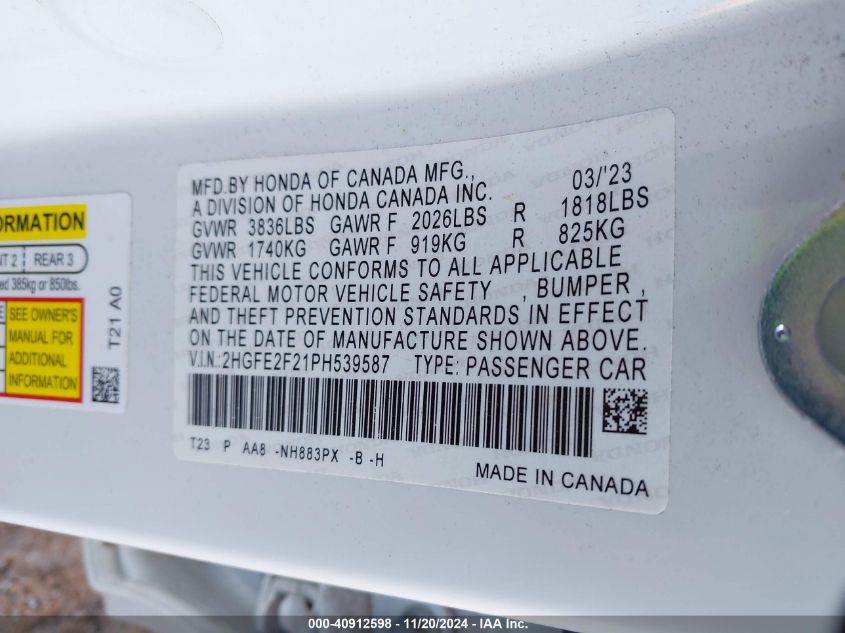 ORMATION
NT 2 REAR 3
ed 385kg or 850lbs.
SEE OWNER'S
MANUAL FOR
ADDITIONAL
INFORMATION
T21 A0
MFD.BY HONDA OF CANADA MFG., 03/'23
A DIVISION OF HONDA CANADA INC.
GVWR 3836LBS GAWR F 2026LBS R 1818LBS
GVWR 1740KG GAWR F 919KG R 825KG
THIS VEHICLE CONFORMS TO ALL APPLICABLE
FEDERAL MOTOR VEHICLE SAFETY , BUMPER ,
AND THEFT PREVENTION STANDARDS IN EFFECT
ON THE DATE OF MANUFACTURE SHOWN ABOVE.
V.I.N.:2HGFE2F21PH539587 TYPE: PASSENGER CAR
T23 P AA8 -NH883PX -B -H
MADE IN CANADA
000-40912598 - 11/20/2024 - IAAI Inc.